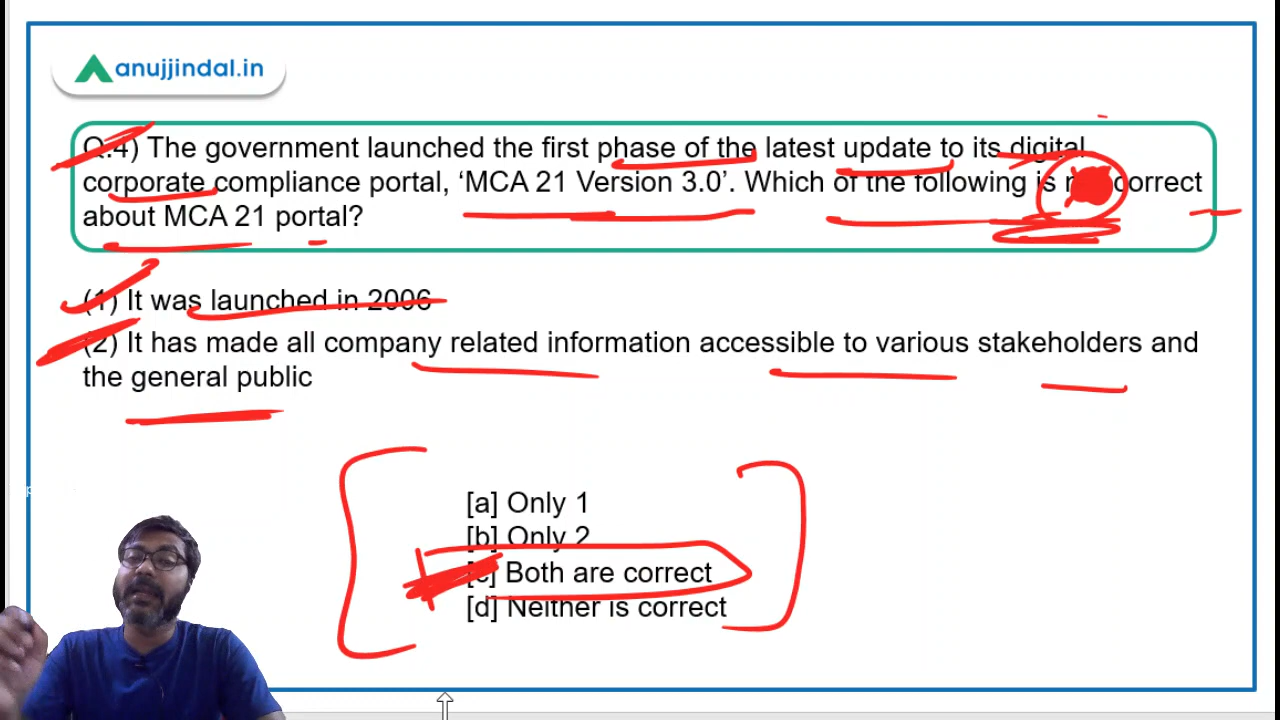 anujjindal.in
Q.4) The government launched the first phase of the latest update to its digital
corporate compliance portal, ‘MCA 21 Version 3.0’. Which of the following is correct
about MCA 21 portal?
(1) It was launched in 2006
(2) It has made all company related information accessible to various stakeholders and
the general public
[a] Only 1
[b] Only 2
[c] Both are correct
[d] Neither is correct